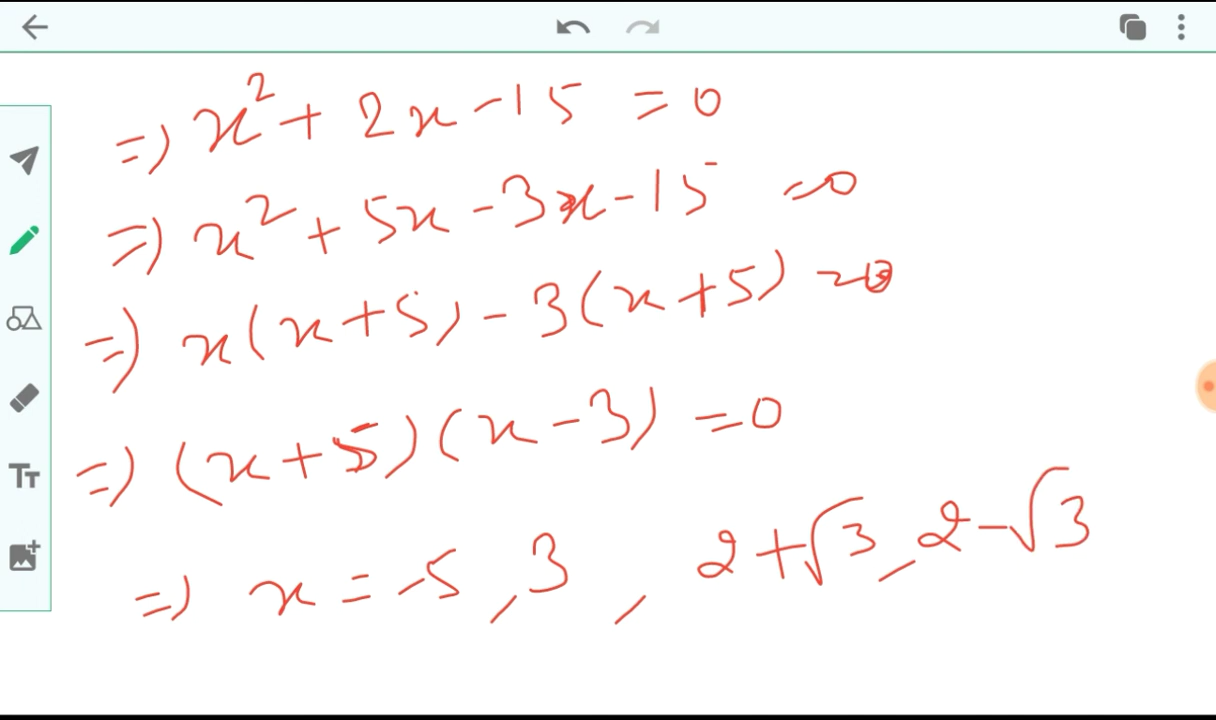 ⇒) x² + 2x - 15 = 0
⇒) x² + 5x - 3x - 15 = 0
⇒) x(x+5) - 3(x+5) = 0
⇒) (x+5)(x-3) = 0
⇒) x = -5, 3, 2+√3, 2-√3
TT